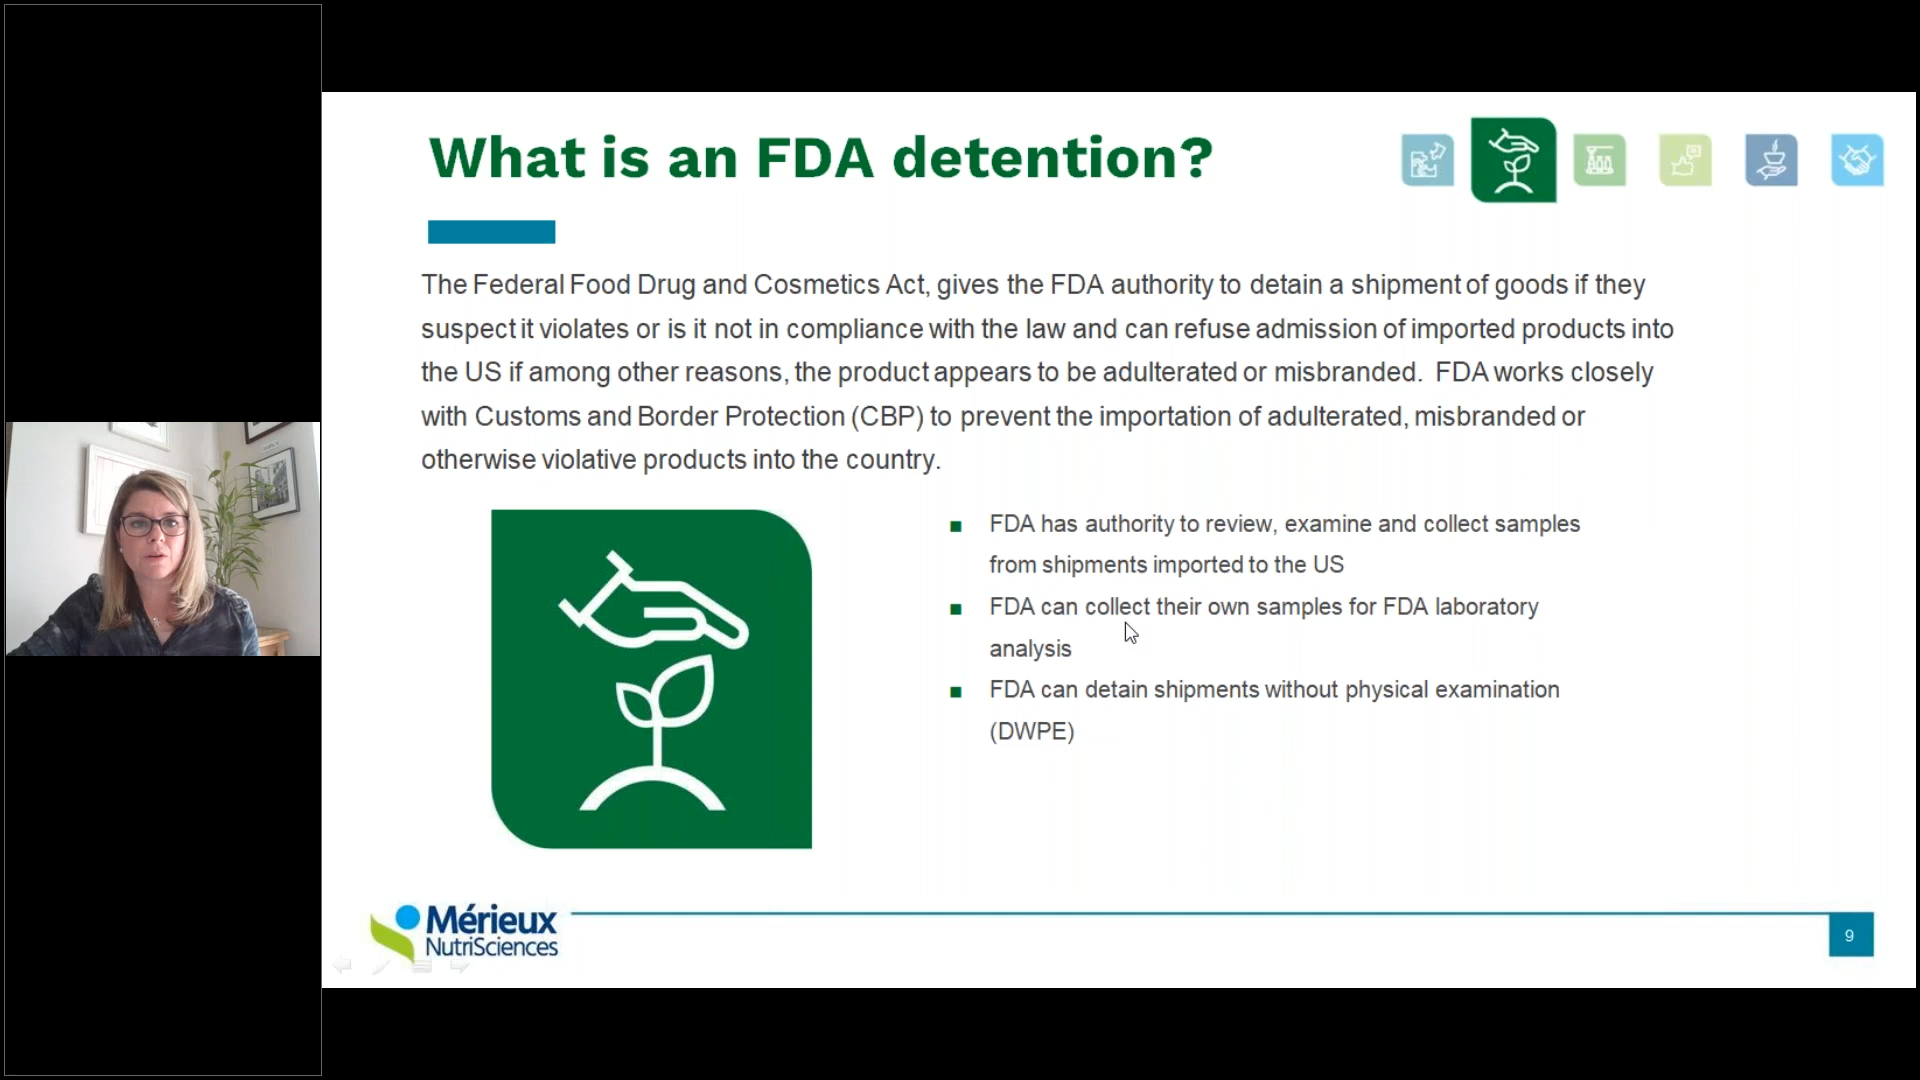 What is an FDA detention?
The Federal Food Drug and Cosmetics Act, gives the FDA authority to detain a shipment of goods if they
suspect it violates or is it not in compliance with the law and can refuse admission of imported products into
the US if among other reasons, the product appears to be adulterated or misbranded. FDA works closely
with Customs and Border Protection (CBP) to prevent the importation of adulterated, misbranded or
otherwise violative products into the country.
■ FDA has authority to review, examine and collect samples
from shipments imported to the US
■ FDA can collect their own samples for FDA laboratory
analysis
■ FDA can detain shipments without physical examination
(DWPE)
Mérieux
NutriSciences
9